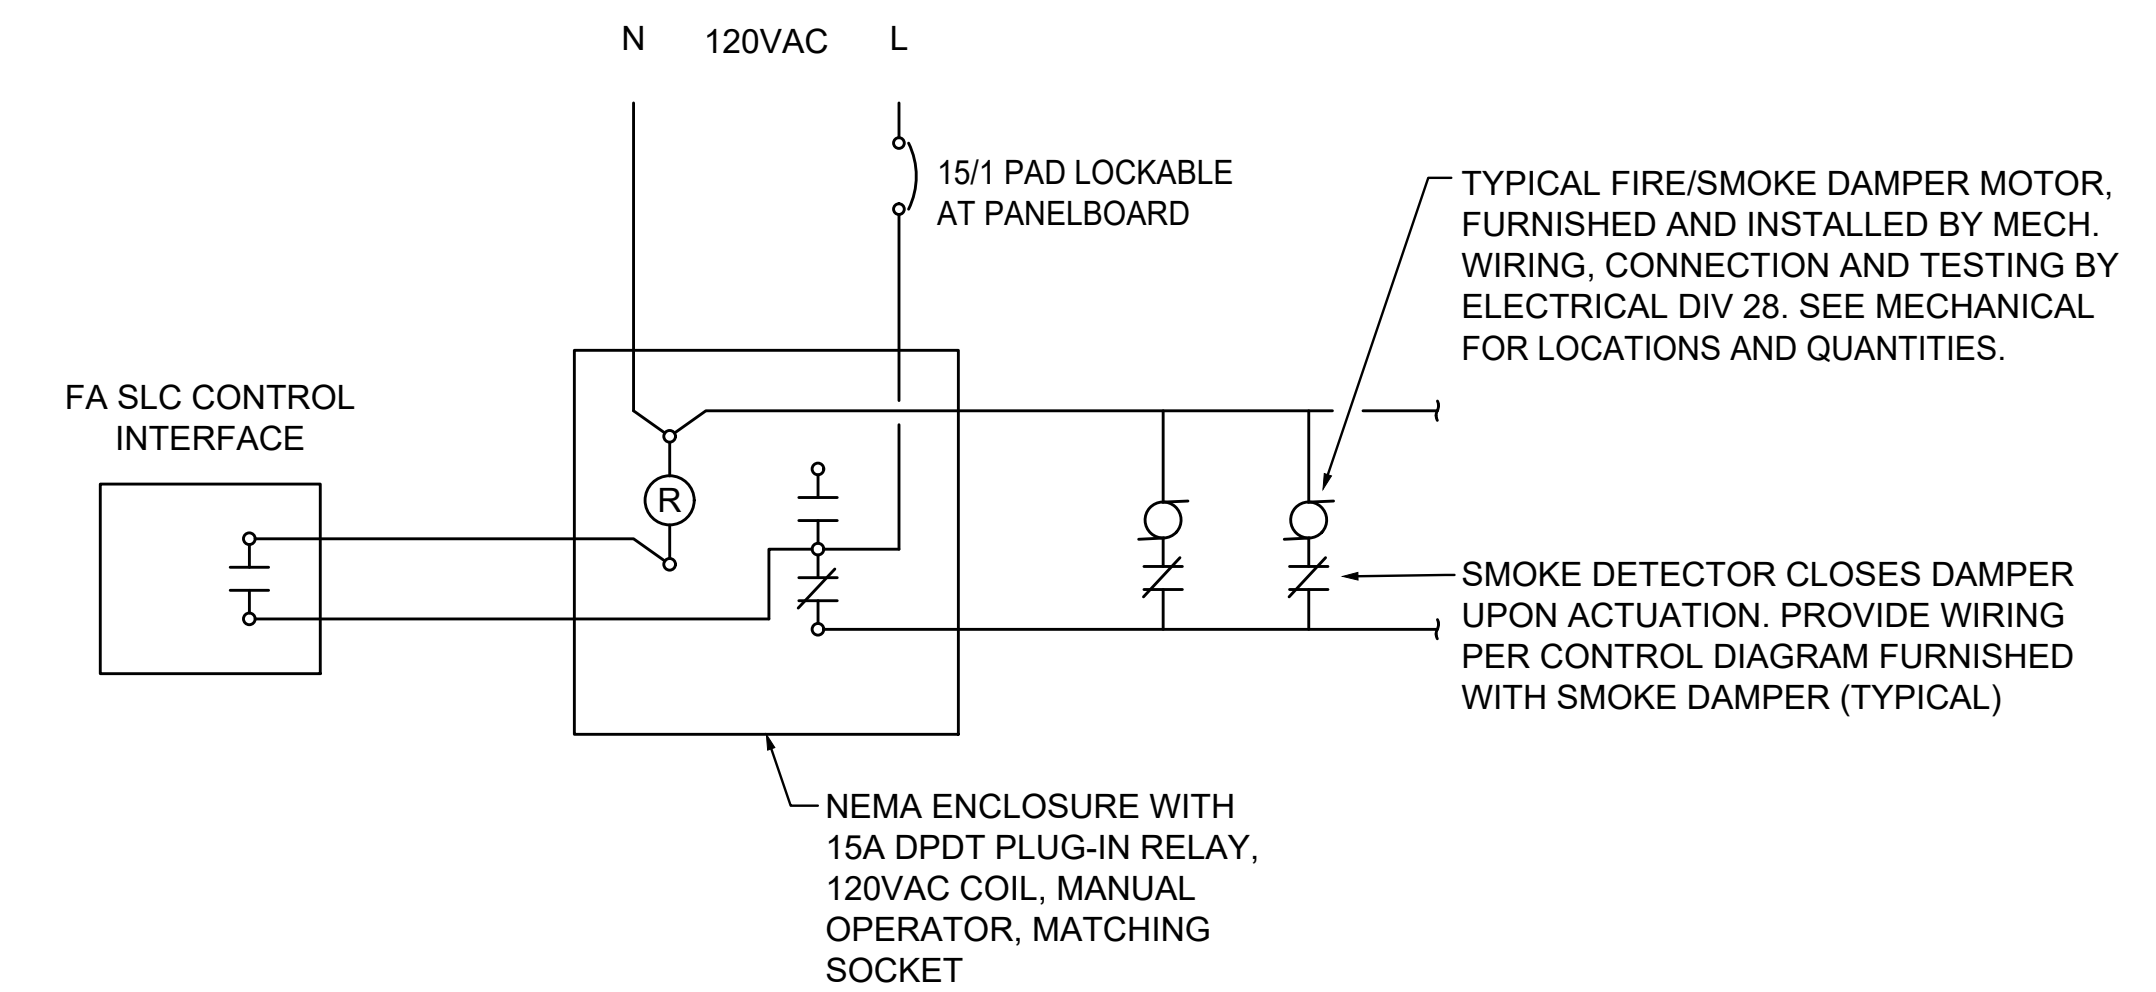 N 120VAC L
15/1 PAD LOCKABLE
AT PANELBOARD
TYPICAL FIRE/SMOKE DAMPER MOTOR,
FURNISHED AND INSTALLED BY MECH.
WIRING, CONNECTION AND TESTING BY
ELECTRICAL DIV 28. SEE MECHANICAL
FOR LOCATIONS AND QUANTITIES.
FA SLC CONTROL
INTERFACE
R
SMOKE DETECTOR CLOSES DAMPER
UPON ACTUATION. PROVIDE WIRING
PER CONTROL DIAGRAM FURNISHED
WITH SMOKE DAMPER (TYPICAL)
NEMA ENCLOSURE WITH
15A DPDT PLUG-IN RELAY,
120VAC COIL, MANUAL
OPERATOR, MATCHING
SOCKET